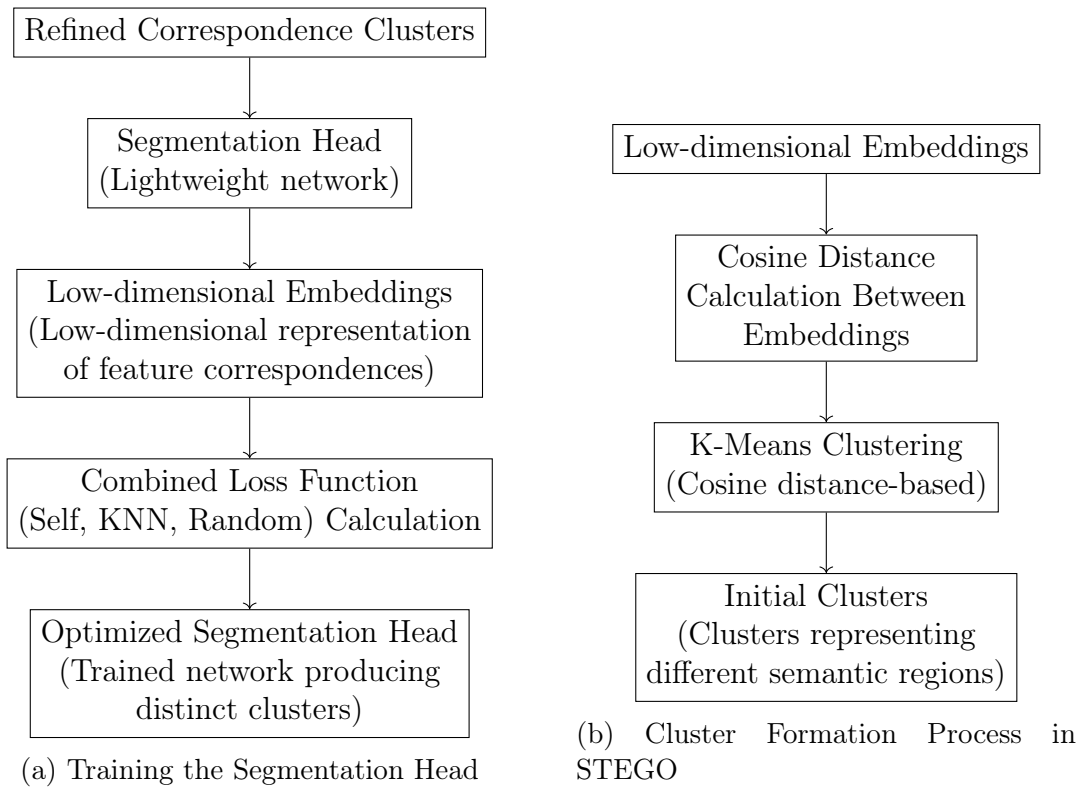 Refined Correspondence Clusters
Segmentation Head
(Lightweight network)
Low-dimensional Embeddings
(Low-dimensional representation
of feature correspondences)
Combined Loss Function
(Self, KNN, Random) Calculation
Optimized Segmentation Head
(Trained network producing
distinct clusters)
(a) Training the Segmentation Head
Low-dimensional Embeddings
Cosine Distance
Calculation Between
Embeddings
K-Means Clustering
(Cosine distance-based)
Initial Clusters
(Clusters representing
different semantic regions)
(b) Cluster Formation Process in
STEGO